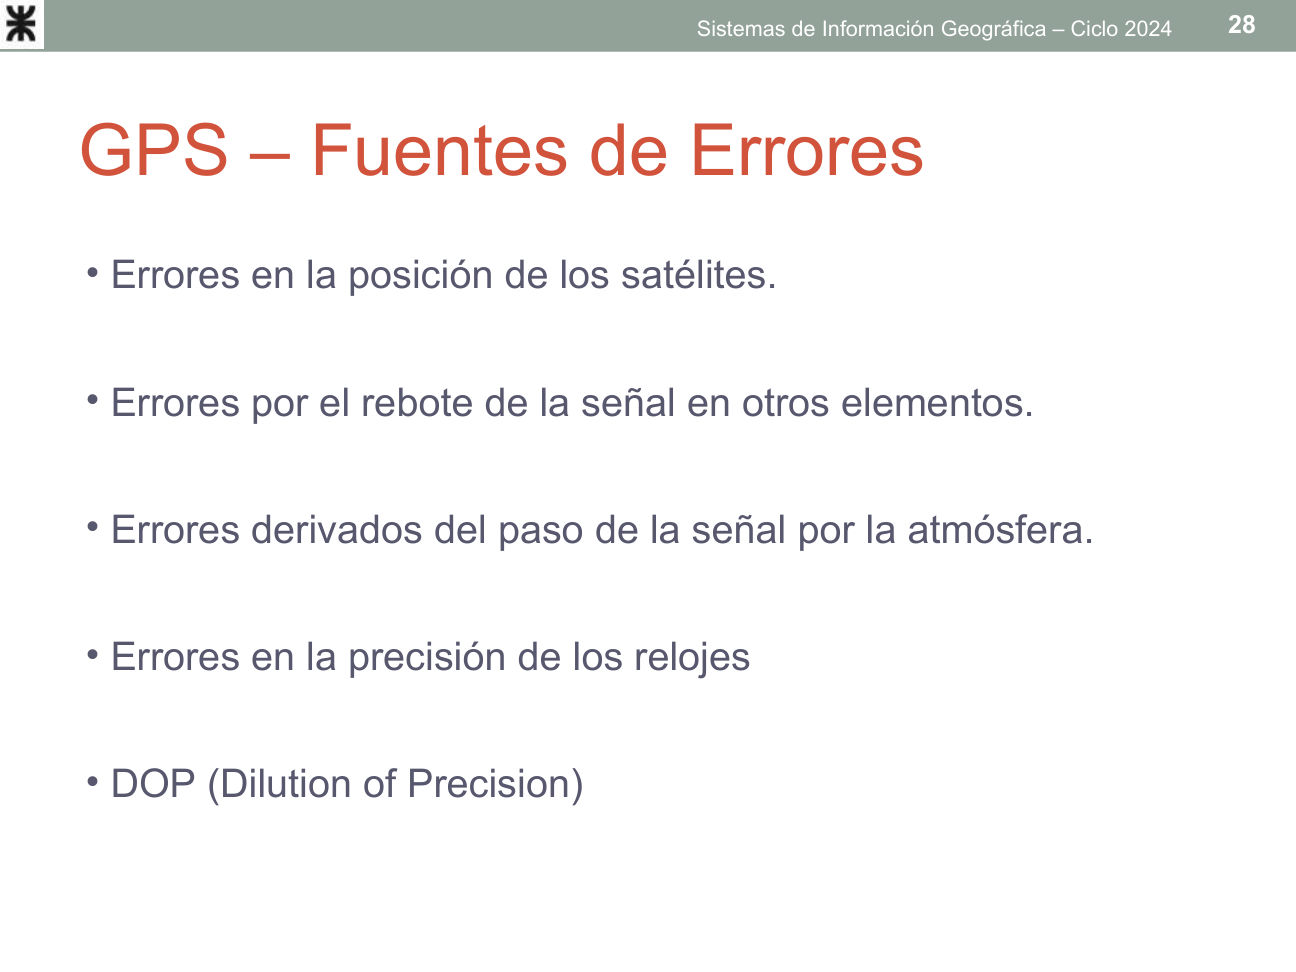 Sistemas de Información Geográfica – Ciclo 2024
28
GPS – Fuentes de Errores
• Errores en la posición de los satélites.
• Errores por el rebote de la señal en otros elementos.
• Errores derivados del paso de la señal por la atmósfera.
• Errores en la precisión de los relojes
• DOP (Dilution of Precision)